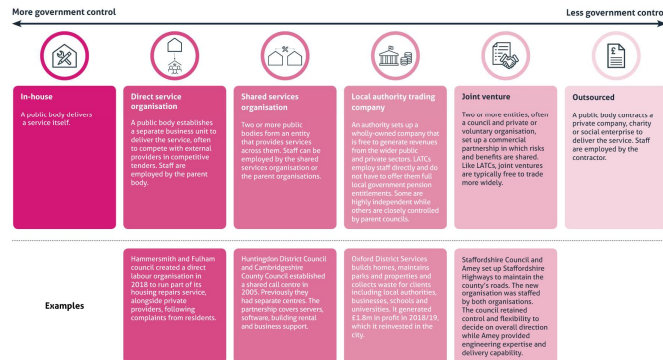 More government control
Less government control
In-house
A public body delivers
a service itself.
Direct service
organisation
A public body establishes
a separate business unit to
deliver the service, often
to compete with external
providers in competitive
tenders. Staff are
employed by the parent
body.
Shared services
organisation
Two or more public
bodies form an entity
that provides services
across them. Staff can be
employed by the shared
services organisation or
the parent organisations.
Local authority trading
company
An authority sets up a
wholly-owned company that
is free to generate revenues
from the wider public
and private sectors. LATCs
employ staff directly and do
not have to offer them full
local government pension
entitlements. Some are
highly independent while
others are closely controlled
by parent councils.
Joint venture
Two or more entities, often
a council and private or
voluntary organisation,
set up a commercial
partnership in which risks
and benefits are shared.
Like LATCs, joint ventures
are typically free to trade
more widely.
£
Outsourced
A public body contracts a
private company, charity
or social enterprise to
deliver the service. Staff
are employed by the
contractor.
Examples
Hammersmith and Fulham
council created a direct
labour organisation in
2018 to run part of its
housing repairs service,
alongside private
providers, following
complaints from residents.
Huntingdon District Council
and Cambridgeshire
County Council established
a shared call centre in
2005. Previously they
had separate centres. The
partnership covers servers,
software, building rental
and business support.
Oxford District Services
builds homes, maintains
parks and properties and
collects waste for clients
including local authorities,
businesses, schools and
universities. It generated
£1.8m in profit in 2018/19,
which it reinvested in the
city.
Staffordshire Council and
Amey set up Staffordshire
Highways to maintain the
county's roads. The new
organisation was staffed
by both organisations.
The council retained
control and flexibility to
decide on overall direction
while Amey provided
engineering expertise and
delivery capability.